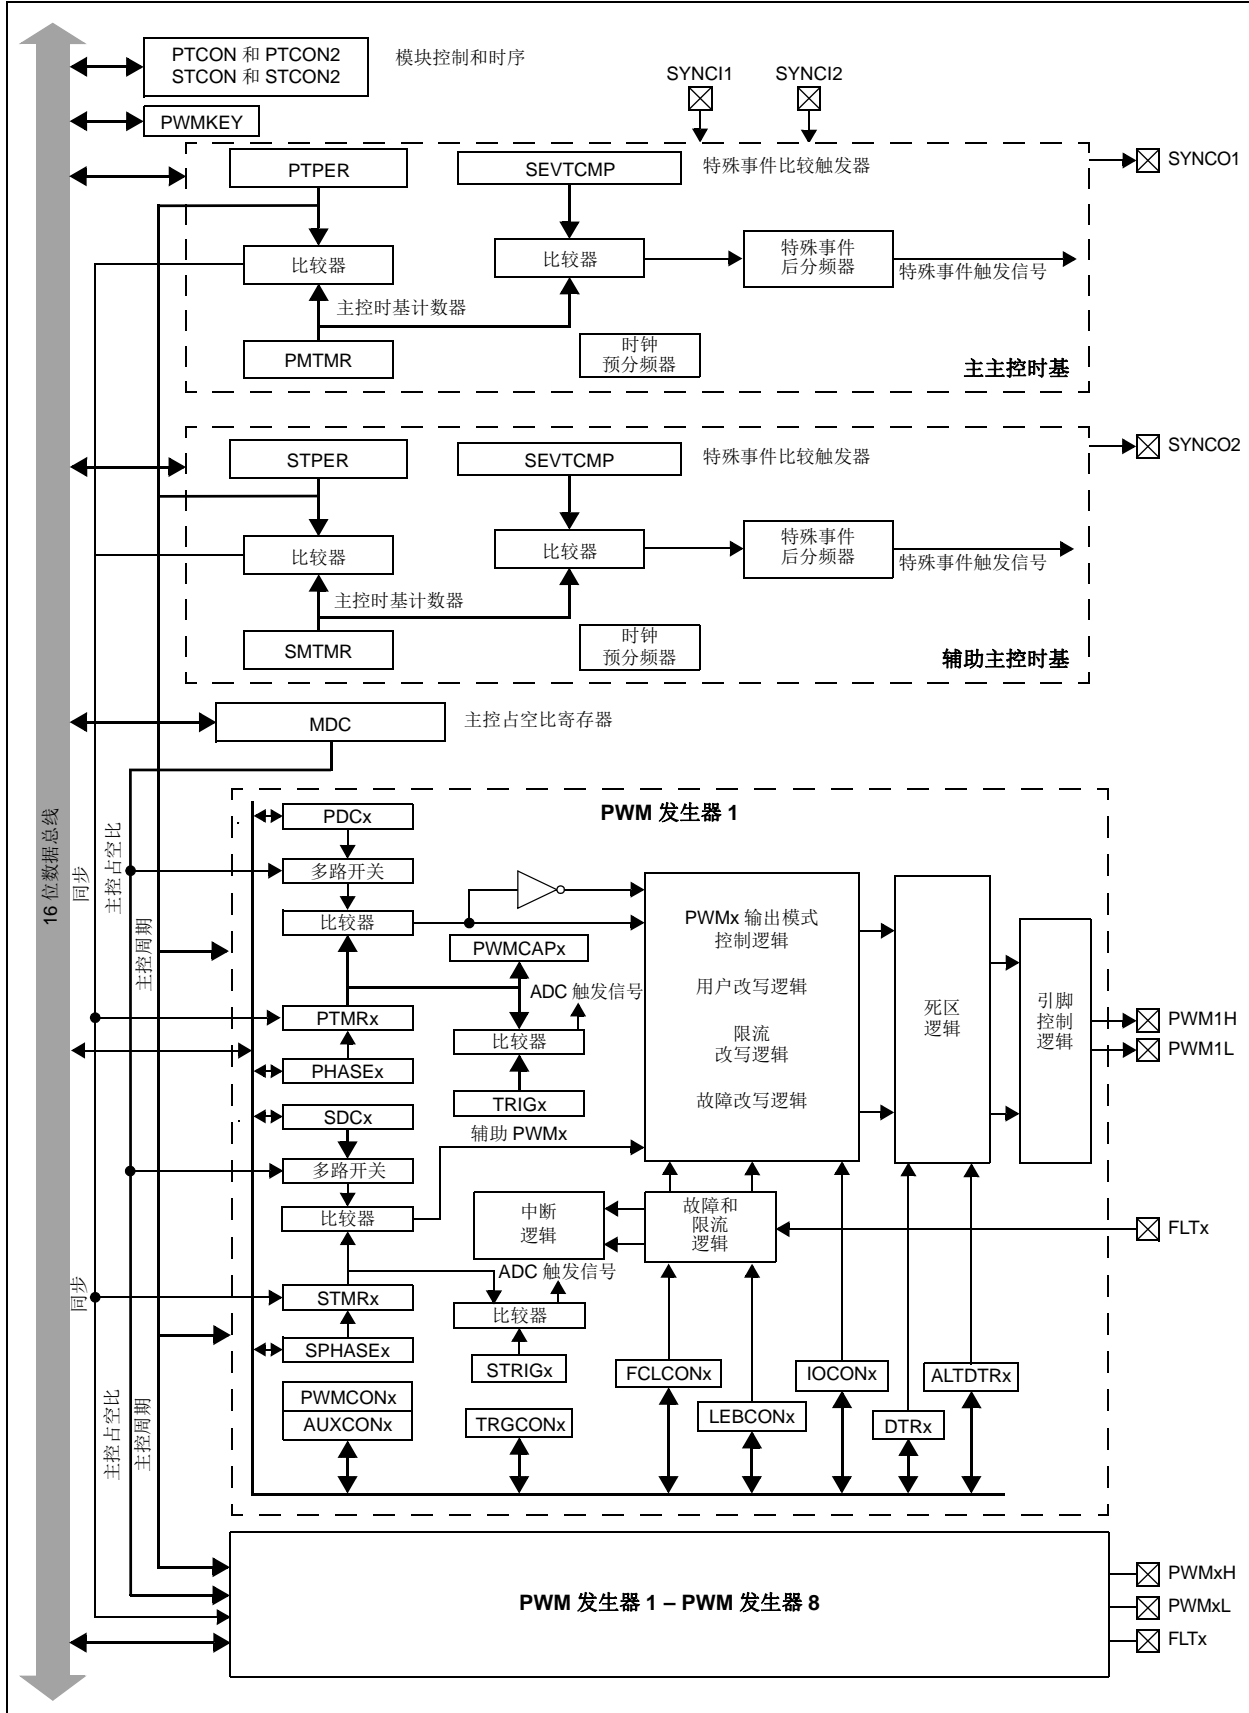 PTCON 和 PTCON2
STCON 和 STCON2
模块控制和时序
SYNCI1
SYNCI2
PWMKEY
PTPER
SEVTCMP
特殊事件比较触发器
SYNCO1
比较器
比较器
特殊事件
后分频器
特殊事件触发信号
主控时基计数器
PMTMR
时钟
预分频器
主主控时基
STPER
SEVTCMP
特殊事件比较触发器
SYNCO2
比较器
比较器
特殊事件
后分频器
特殊事件触发信号
主控时基计数器
SMTMR
时钟
预分频器
辅助主控时基
MDC
主控占空比寄存器
16 位数据总线
同步
主控占空比
主控周期
PWM 发生器 1
PDCx
多路开关
比较器
PWMCAPx
ADC 触发信号
PTMRx
比较器
PHASEx
TRIGx
PWMx 输出模式
控制逻辑
用户改写逻辑
限流
改写逻辑
故障改写逻辑
死区
逻辑
引脚
控制
逻辑
PWM1H
PWM1L
SDCx
辅助 PWMx
多路开关
比较器
中断
逻辑
故障和
限流
逻辑
FLTx
ADC 触发信号
同步
STMRx
比较器
SPHASEx
STRIGx
FCLCONx
IOCONx
ALTDTRx
PWMCONx
AUXCONx
TRGCONx
LEBCONx
DTRx
主控占空比
主控周期
PWM 发生器 1 – PWM 发生器 8
PWMxH
PWMxL
FLTx